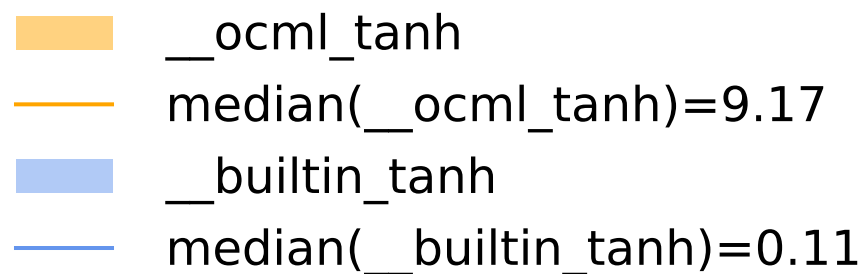 __ocml_tanh
median(__ocml_tanh)=9.17
__builtin_tanh
median(__builtin_tanh)=0.11